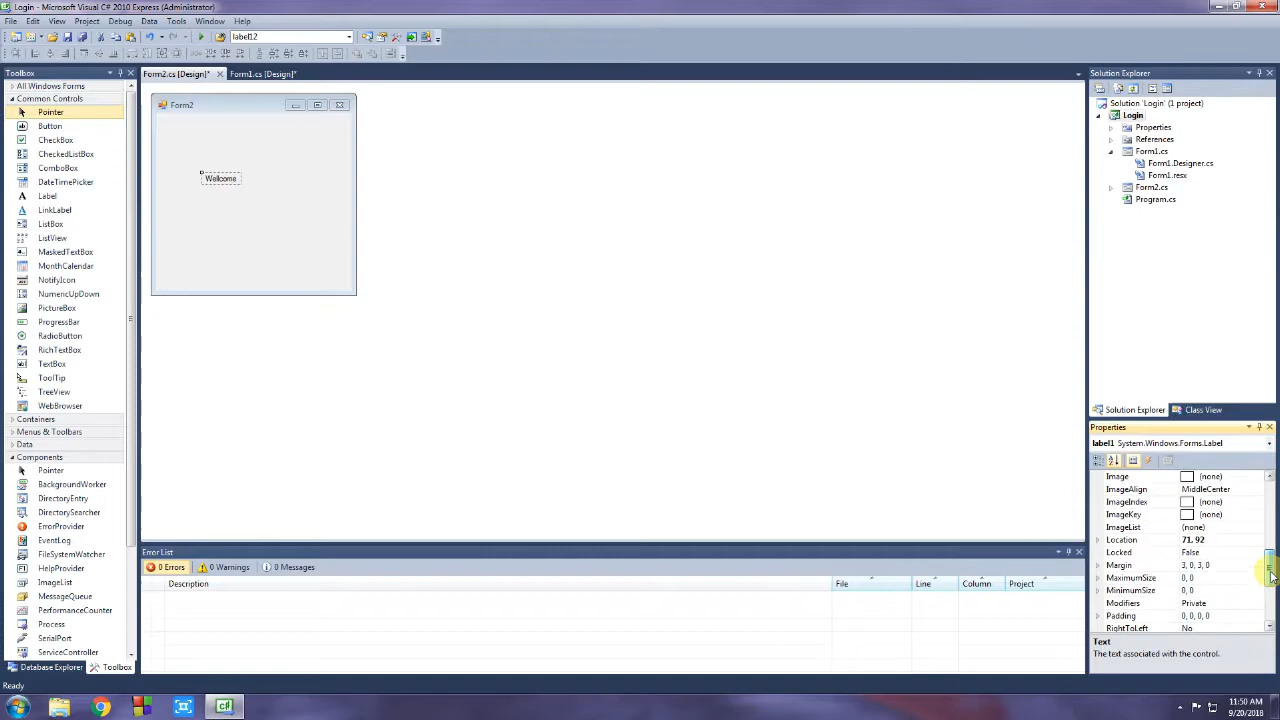 Login - Microsoft Visual C# 2010 Express (Administrator)
File Edit View Project Debug Data Tools Window Help
label12
Toolbox
All Windows Forms
Common Controls
Pointer
Button
CheckBox
CheckedListBox
ComboBox
DateTimePicker
Label
LinkLabel
ListBox
ListView
MaskedTextBox
MonthCalendar
NotifyIcon
NumericUpDown
PictureBox
ProgressBar
RadioButton
RichTextBox
TextBox
ToolTip
TreeView
WebBrowser
Containers
Menus & Toolbars
Data
Components
Pointer
BackgroundWorker
DirectoryEntry
DirectorySearcher
ErrorProvider
EventLog
FileSystemWatcher
HelpProvider
ImageList
MessageQueue
PerformanceCounter
Process
SerialPort
ServiceController
Database Explorer Toolbox
Form2.cs [Design]* Form1.cs [Design]*
Form2
Wellcome
Error List
0 Errors 0 Warnings 0 Messages
Description File Line Column Project
Solution Explorer
Solution 'Login' (1 project)
Login
Properties
References
Form1.cs
Form1.Designer.cs
Form1.resx
Form2.cs
Program.cs
Solution Explorer Class View
Properties
label1 System.Windows.Forms.Label
Image (none)
ImageAlign MiddleCenter
ImageIndex (none)
ImageKey (none)
ImageList (none)
Location 71, 92
Locked False
Margin 3, 0, 3, 0
MaximumSize 0, 0
MinimumSize 0, 0
Modifiers Private
Padding 0, 0, 0, 0
RightToLeft No
Text
The text associated with the control.
Ready
11:50 AM
9/20/2018